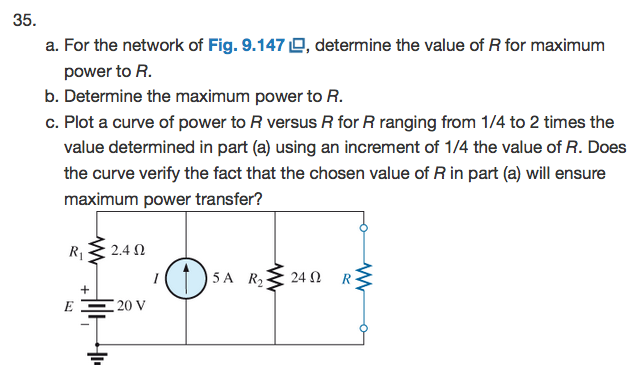 35.
a. For the network of Fig. 9.147, determine the value of R for maximum
power to R.
b. Determine the maximum power to R.
c. Plot a curve of power to R versus R for R ranging from 1/4 to 2 times the
value determined in part (a) using an increment of 1/4 the value of R. Does
the curve verify the fact that the chosen value of R in part (a) will ensure
maximum power transfer?
R₁ 2.4 Ω
I 5 A R₂ 24 Ω R
+
E 20 V
–